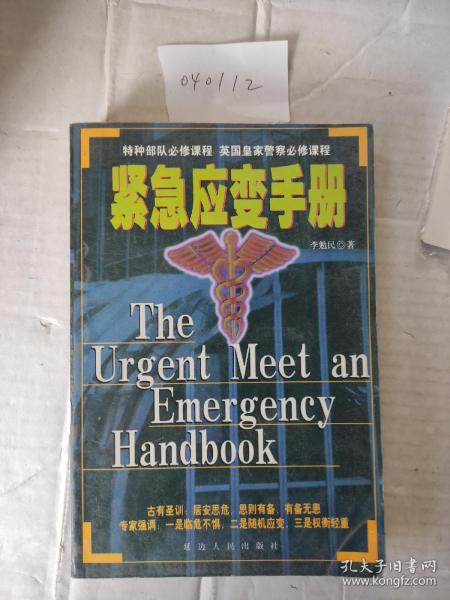 040112
特种部队必修课程 英国皇家警察必修课程
紧急应变手册
李勉民◎著
The
Urgent Meet an
Emergency
Handbook
古有圣训：居安思危，思则有备，有备无患
专家强调：一是临危不惧，二是随机应变，三是权衡轻重
延边人民出版社
孔夫子旧书网
www.kongfz.com